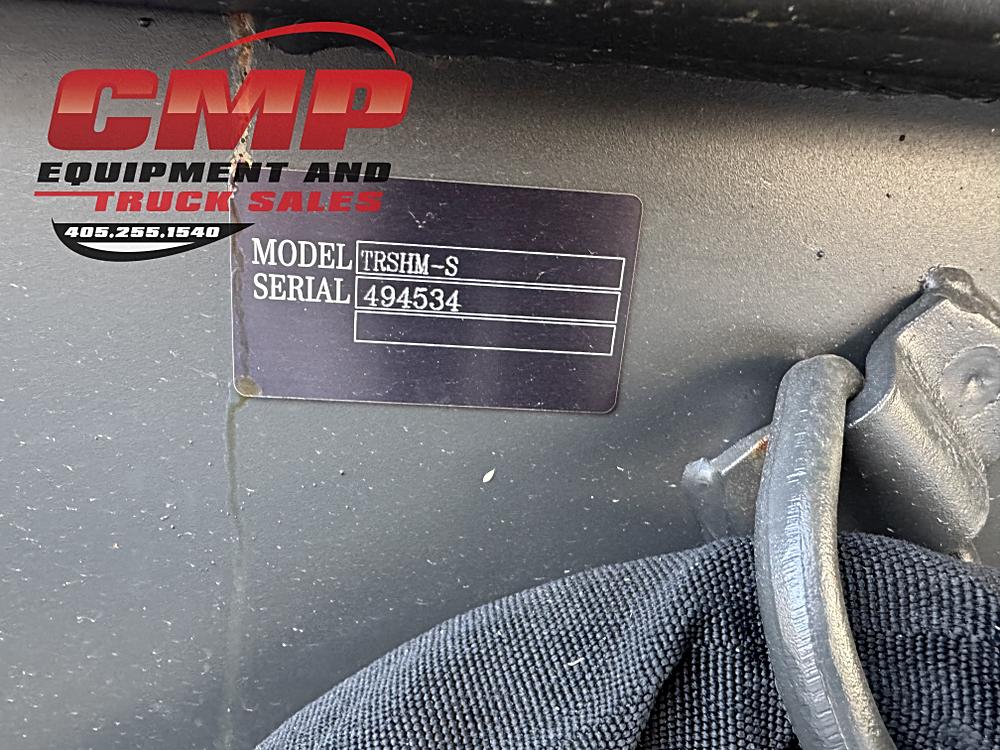 CMP
EQUIPMENT AND
TRUCK SALES
405.255.1540
MODEL TRSHM-S
SERIAL 494534